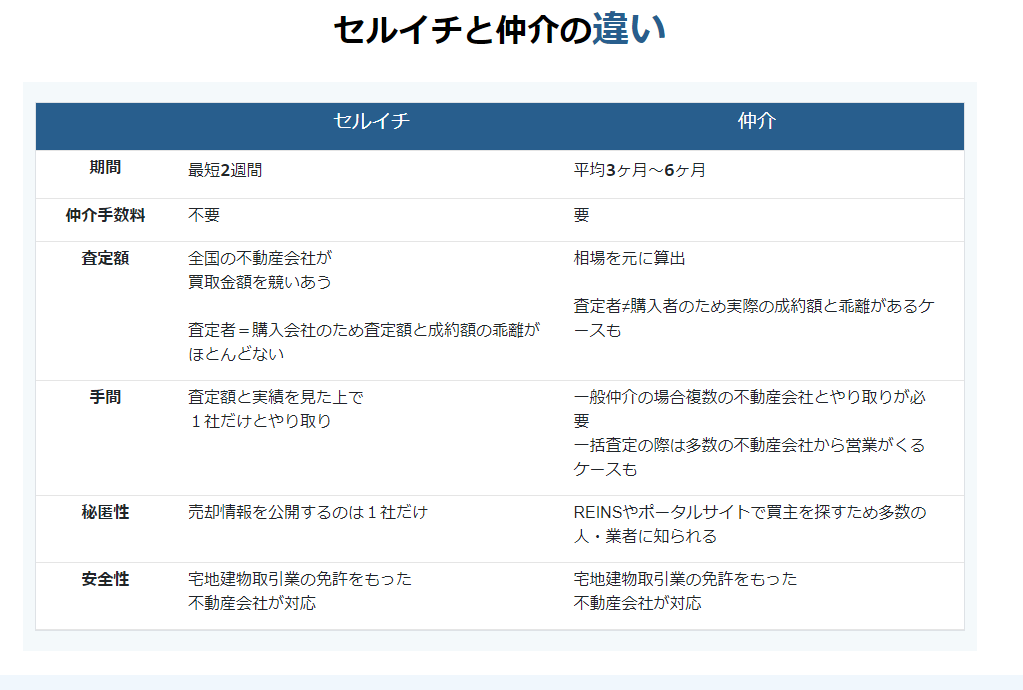 セルイチと仲介の違い
セルイチ 仲介
期間 最短2週間 平均3ヶ月～6ヶ月
仲介手数料 不要 要
査定額 全国の不動産会社が 相場を元に算出
買取金額を競いあう
査定者≠購入者のため実際の成約額と乖離があるケ
査定者＝購入会社のため査定額と成約額の乖離が ースも
ほとんどない
手間 査定額と実績を見た上で 一般仲介の場合複数の不動産会社とやり取りが必
１社だけとやり取り 要
一括査定の際は多数の不動産会社から営業がくる
ケースも
秘匿性 売却情報を公開するのは１社だけ REINSやポータルサイトで買主を探すため多数の
人・業者に知られる
安全性 宅地建物取引業の免許をもった 宅地建物取引業の免許をもった
不動産会社が対応 不動産会社が対応